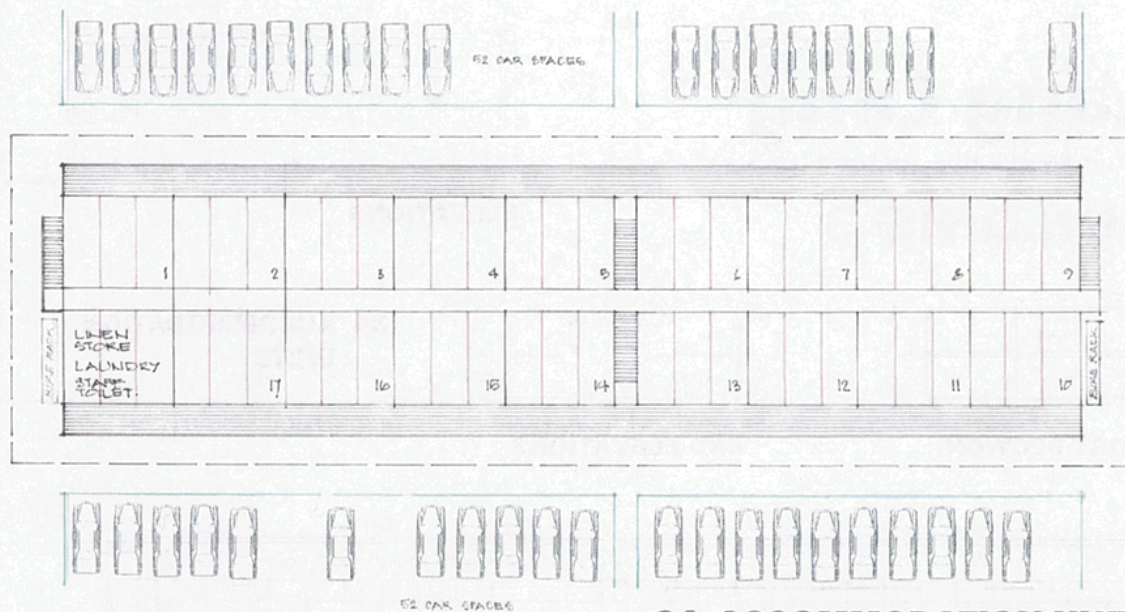 52 CAR SPACES
1 2 3 4 5 6 7 8 9
LINEN
STORE
LAUNDRY
STAFF
TOILET.
BIKE RACK
BIKE RACK
17 16 15 14 13 12 11 10
52 CAR SPACES